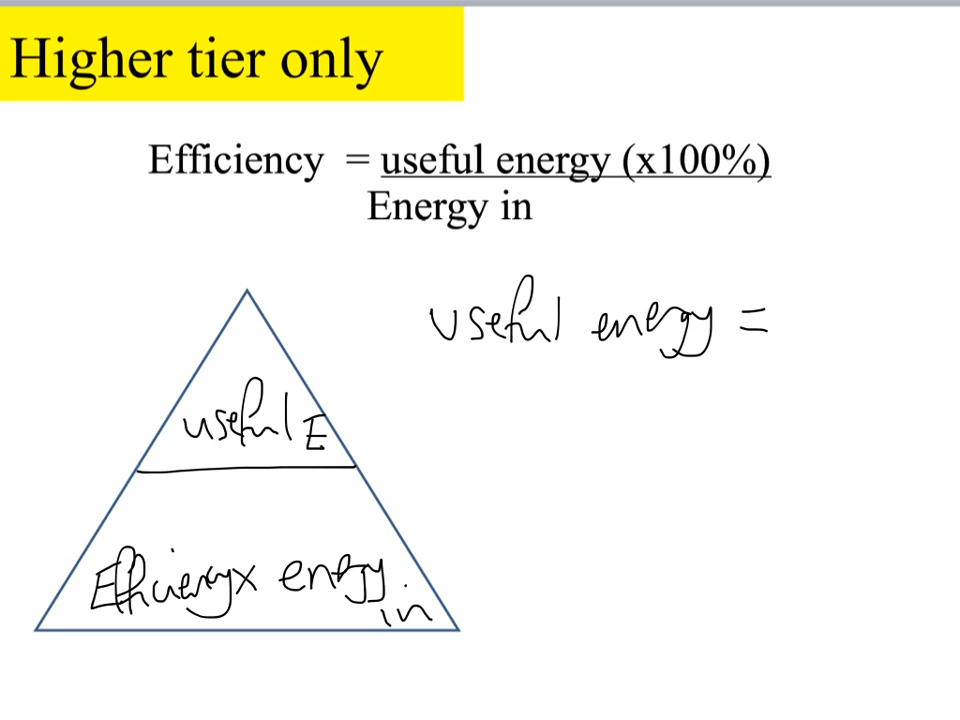 Higher tier only
Efficiency = useful energy (x100%)
Energy in
useful energy =
useful E
Efficiency x energy
in